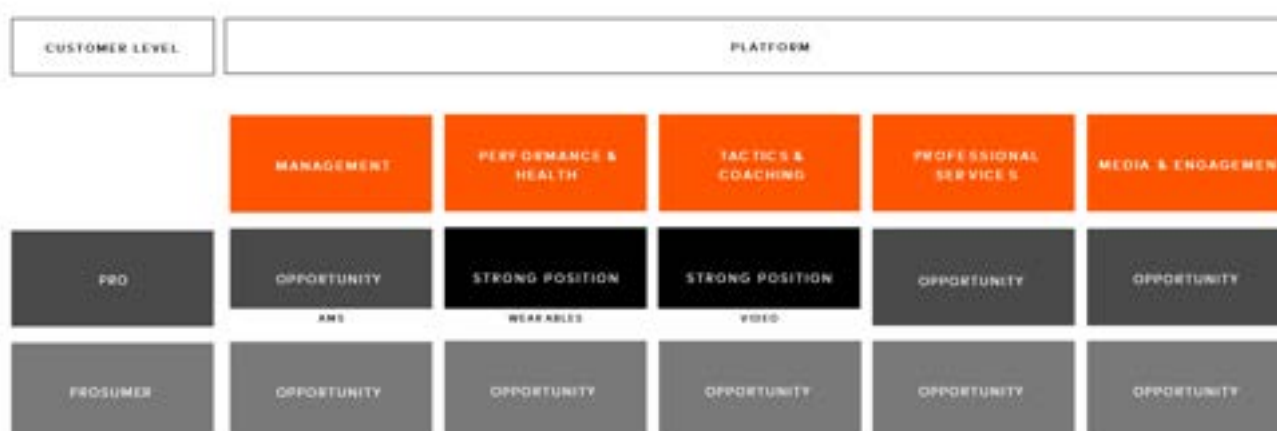 CUSTOMER LEVEL
PLATFORM
MANAGEMENT
PERFORMANCE &
HEALTH
TACTICS &
COACHING
PROFESSIONAL
SERVICES
MEDIA & ENGAGEMEN
PRO
OPPORTUNITY
STRONG POSITION
STRONG POSITION
OPPORTUNITY
OPPORTUNITY
AMS
WEARABLES
VIDEO
PROSUMER
OPPORTUNITY
OPPORTUNITY
OPPORTUNITY
OPPORTUNITY
OPPORTUNITY